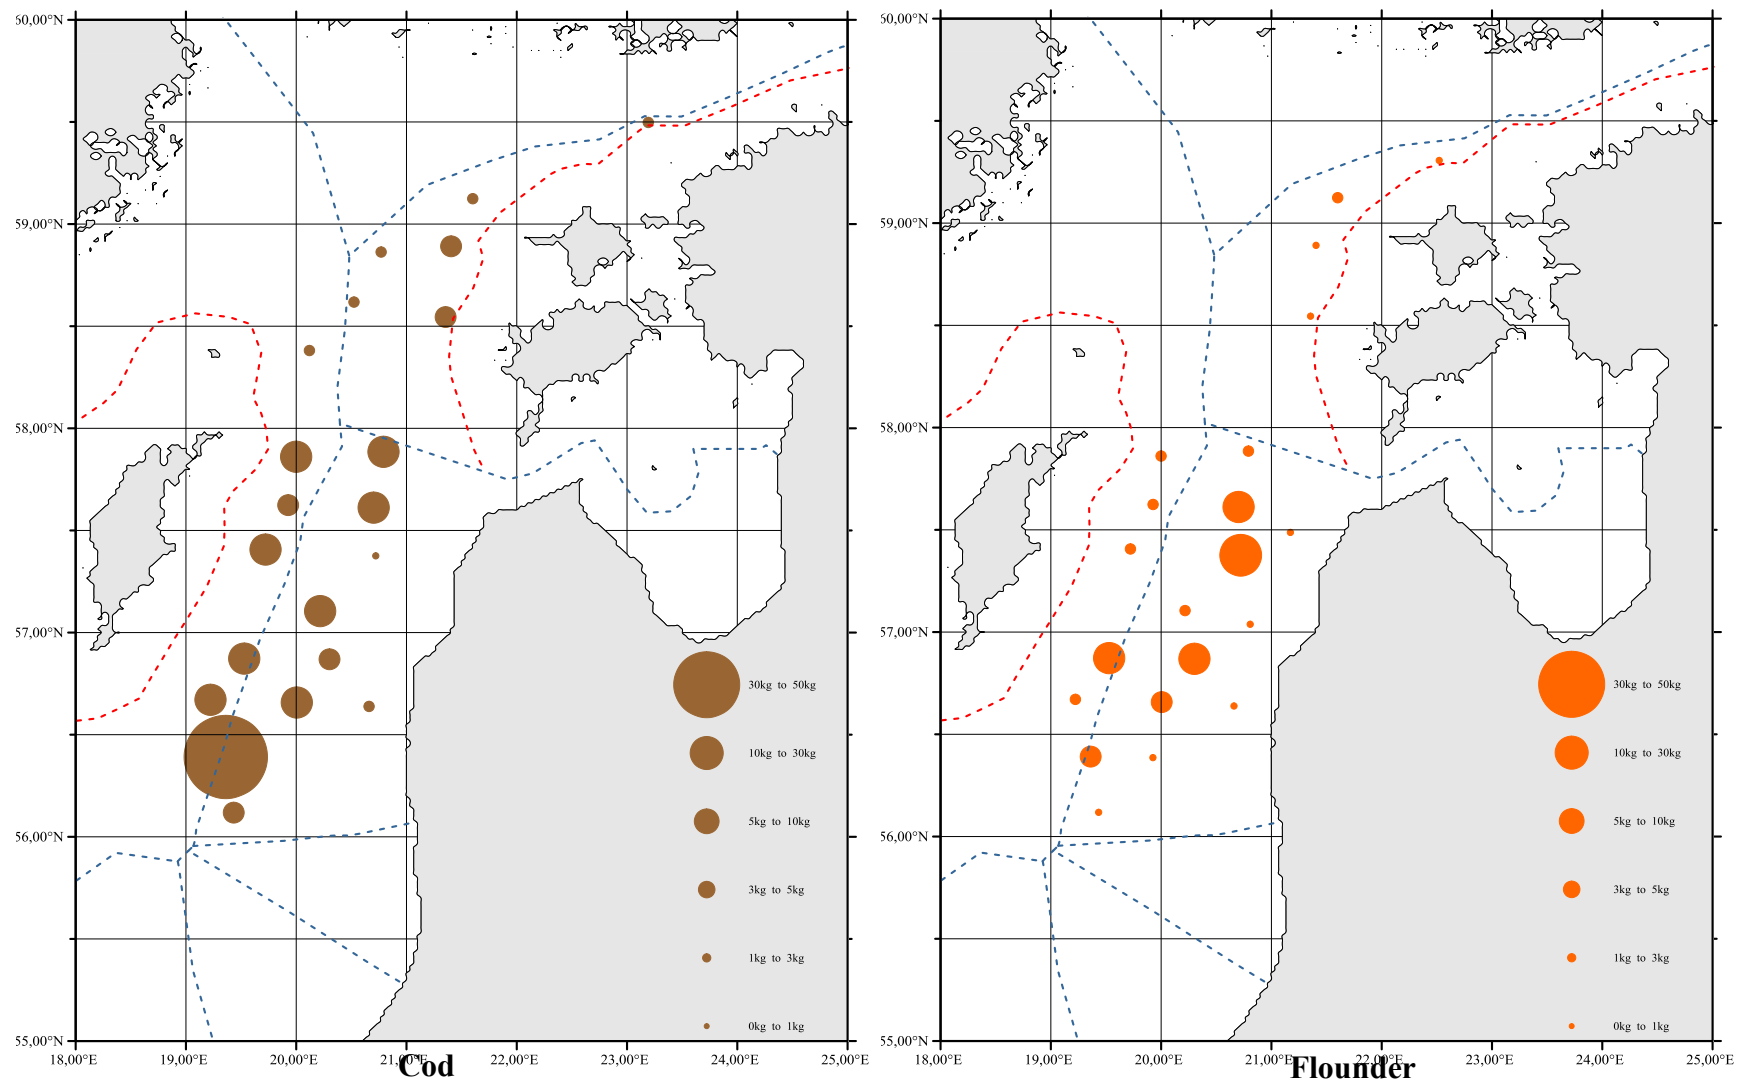 50,00°N
59,00°N
58,00°N
57,00°N
56,00°N
55,00°N
18,00°E 19,00°E 20,00°E 21,00°E 22,00°E 23,00°E 24,00°E 25,00°E
30kg to 50kg
10kg to 30kg
5kg to 10kg
3kg to 5kg
1kg to 3kg
0kg to 1kg
Cod
50,00°N
59,00°N
58,00°N
57,00°N
56,00°N
55,00°N
18,00°E 19,00°E 20,00°E 21,00°E 22,00°E 23,00°E 24,00°E 25,00°E
30kg to 50kg
10kg to 30kg
5kg to 10kg
3kg to 5kg
1kg to 3kg
0kg to 1kg
Flounder